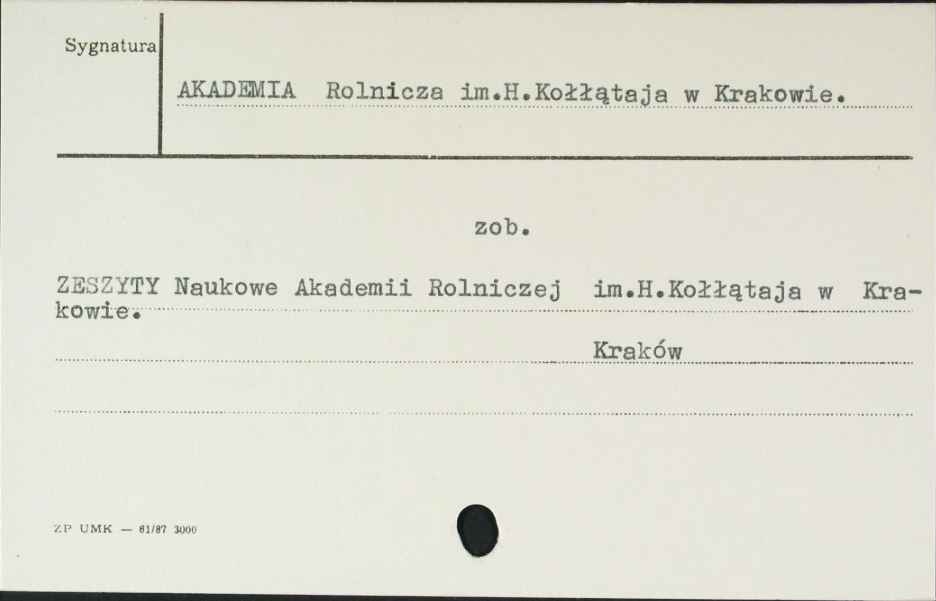 Sygnatura
AKADEMIA Rolnicza im.H.Kołłątaja w Krakowie.
zob.
ZESZYTY Naukowe Akademii Rolniczej im.H.Kołłątaja w Kra-
kowie.
Kraków
ZP UMK — 61/87 3000